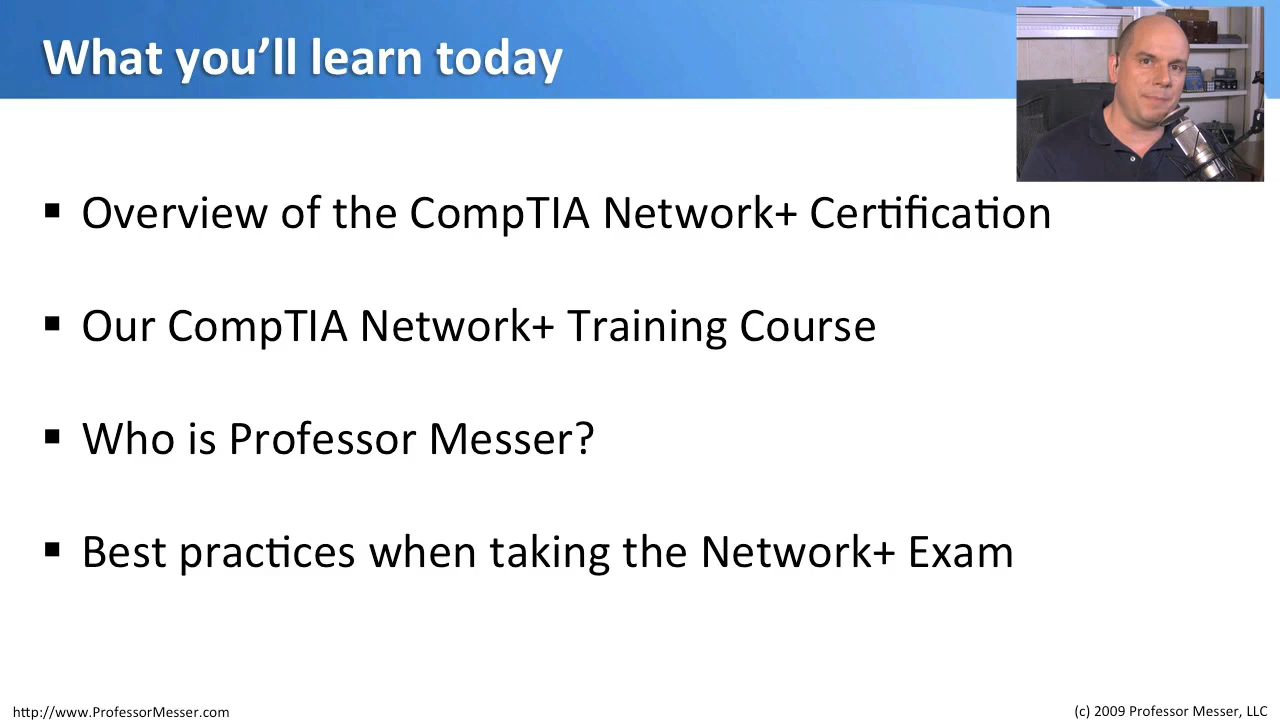 What you'll learn today
▪ Overview of the CompTIA Network+ Certification
▪ Our CompTIA Network+ Training Course
▪ Who is Professor Messer?
▪ Best practices when taking the Network+ Exam
http://www.ProfessorMesser.com
(c) 2009 Professor Messer, LLC